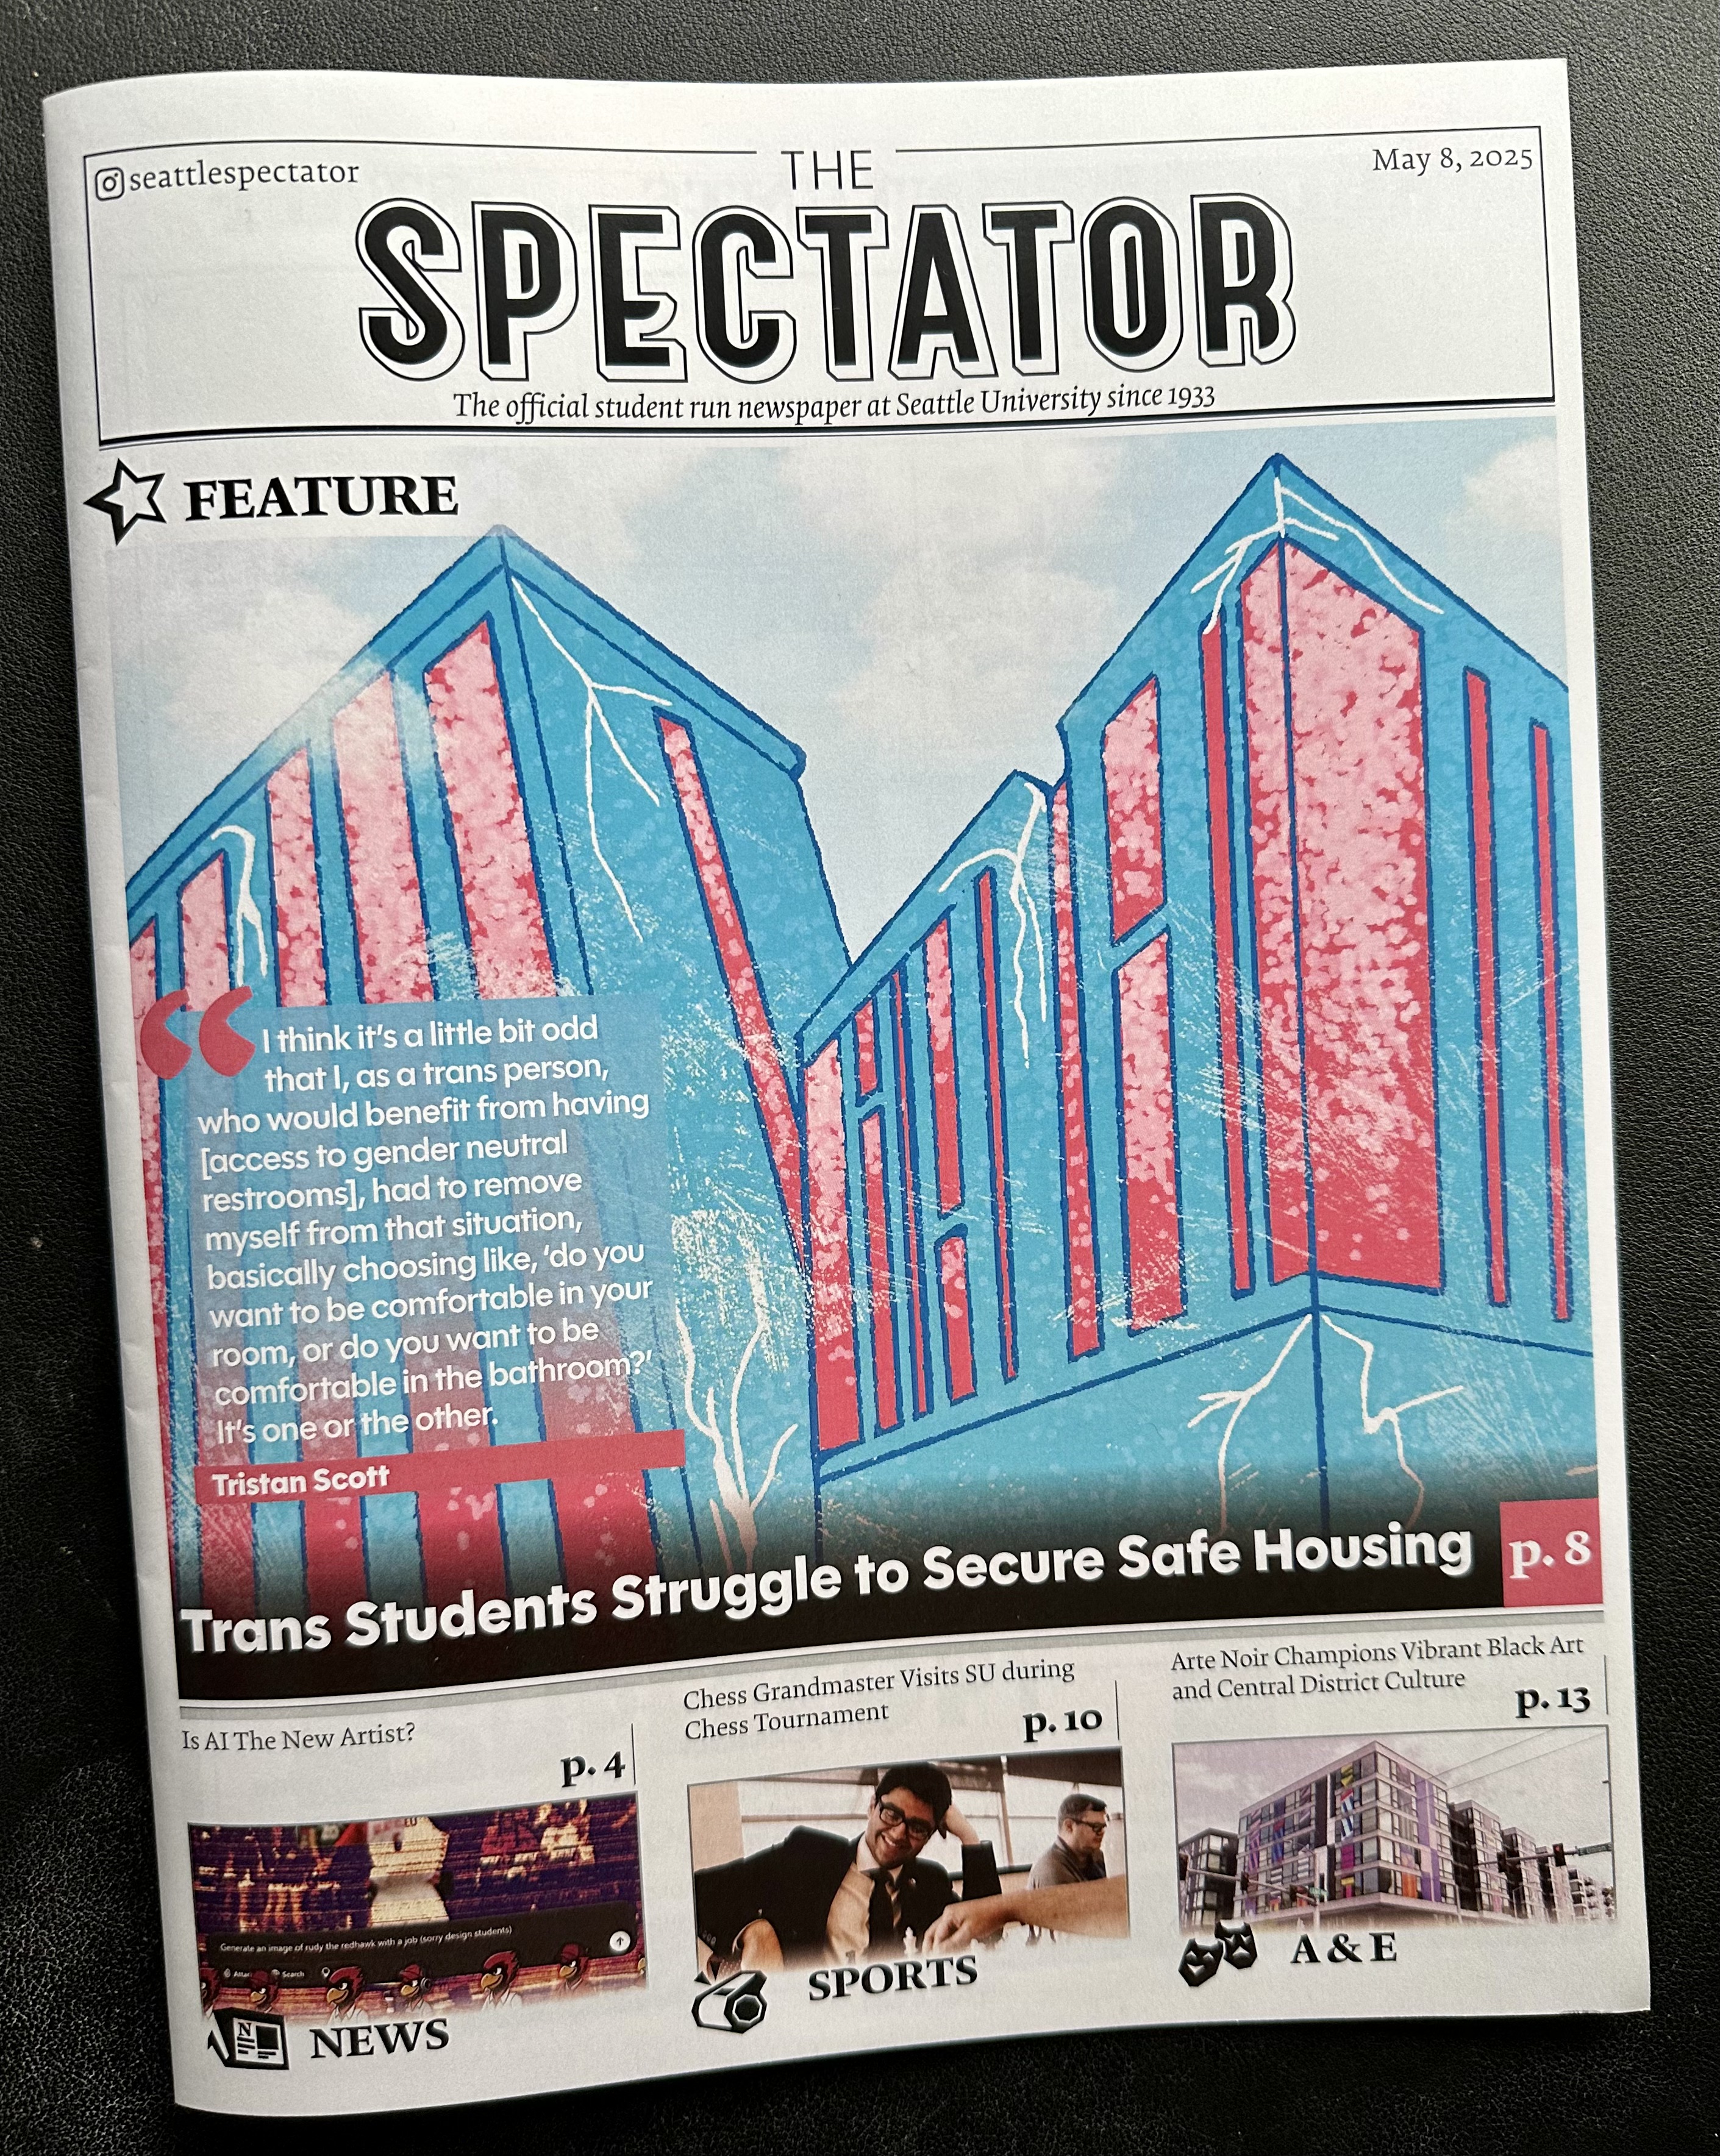 seattlespectator
THE
May 8, 2025
SPECTATOR
The official student run newspaper at Seattle University since 1933
FEATURE
“ I think it's a little bit odd
that I, as a trans person,
who would benefit from having
[access to gender neutral
restrooms], had to remove
myself from that situation,
basically choosing like, ‘do you
want to be comfortable in your
room, or do you want to be
comfortable in the bathroom?’
It's one or the other.
Tristan Scott
Trans Students Struggle to Secure Safe Housing
p. 8
Is AI The New Artist?
p. 4
EU
Generate an image of rudy the redhawk with a job (sorry design students)
Search
N
NEWS
Chess Grandmaster Visits SU during
Chess Tournament
p. 10
SPORTS
Arte Noir Champions Vibrant Black Art
and Central District Culture
p. 13
A & E